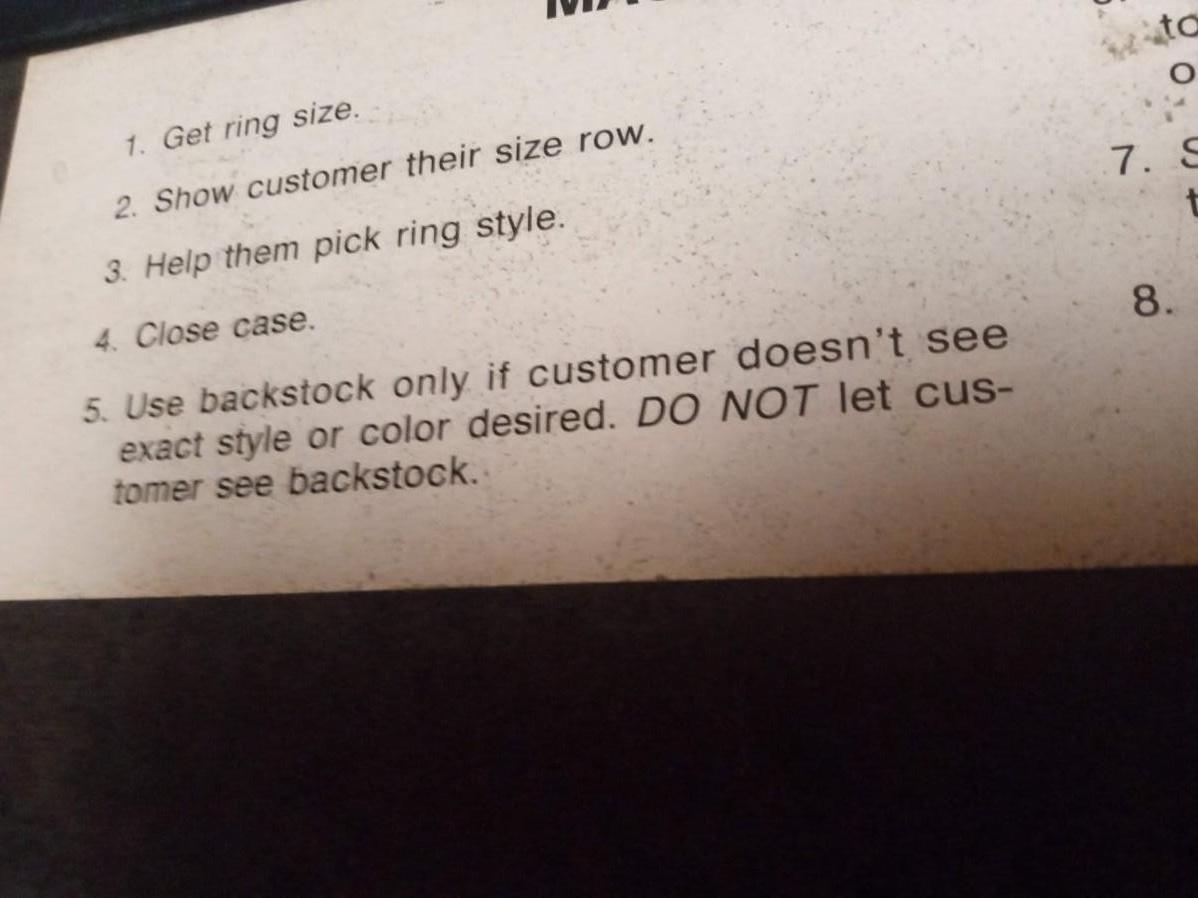 1. Get ring size.
2. Show customer their size row.
3. Help them pick ring style.
4. Close case.
5. Use backstock only if customer doesn't see
exact style or color desired. DO NOT let cus-
tomer see backstock.
7.
8.